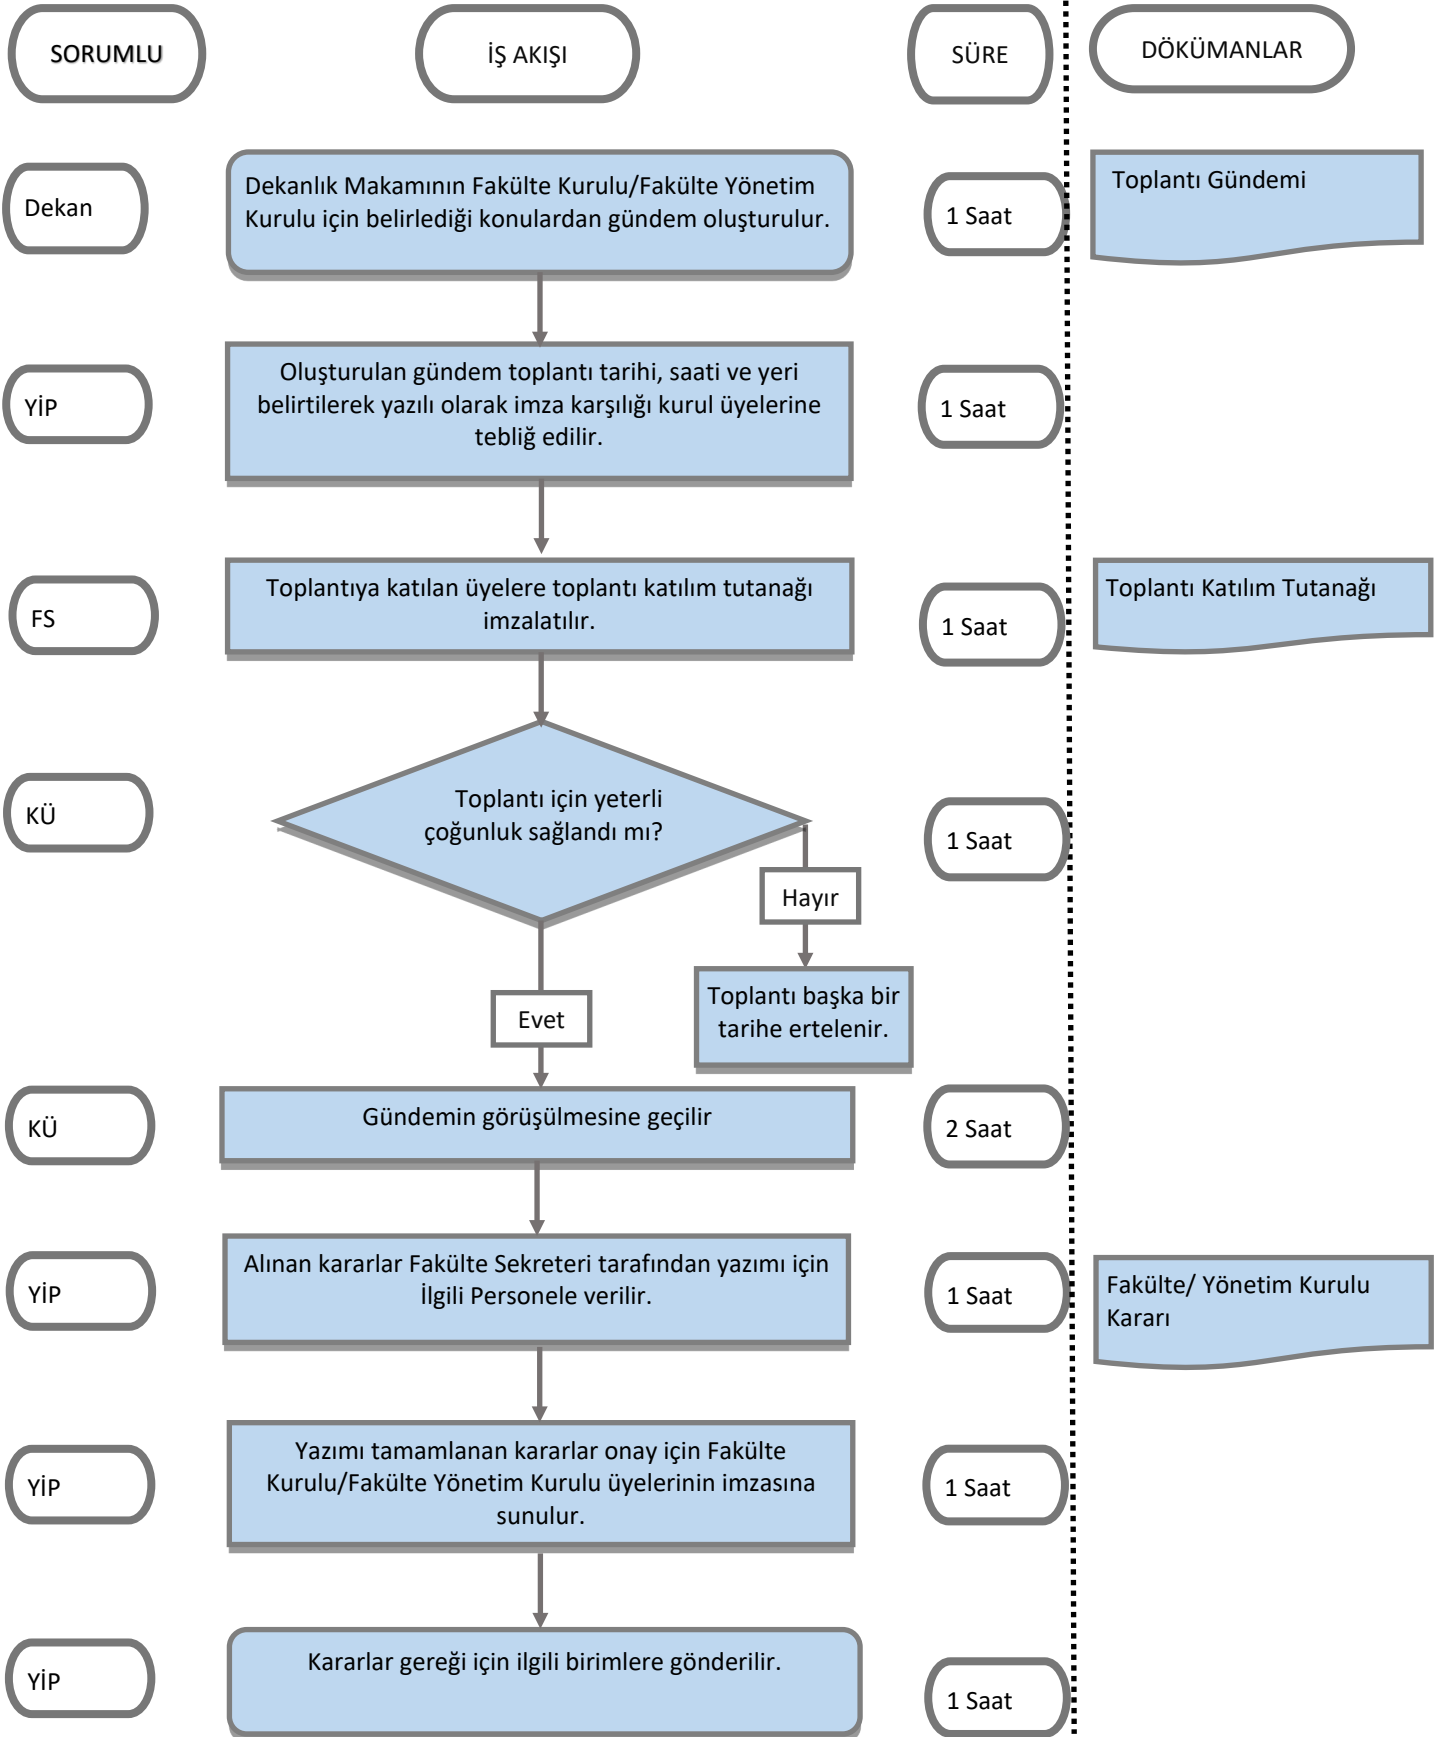 SORUMLU
İŞ AKIŞI
SÜRE
DÖKÜMANLAR
Dekan
Dekanlık Makamının Fakülte Kurulu/Fakülte Yönetim
Kurulu için belirlediği konulardan gündem oluşturulur.
1 Saat
Toplantı Gündemi
YİP
Oluşturulan gündem toplantı tarihi, saati ve yeri
belirtilerek yazılı olarak imza karşılığı kurul üyelerine
tebliğ edilir.
1 Saat
FS
Toplantıya katılan üyelere toplantı katılım tutanağı
imzalatılır.
1 Saat
Toplantı Katılım Tutanağı
KÜ
Toplantı için yeterli
çoğunluk sağlandı mı?
1 Saat
Hayır
Toplantı başka bir
tarihe ertelenir.
Evet
KÜ
Gündemin görüşülmesine geçilir
2 Saat
YİP
Alınan kararlar Fakülte Sekreteri tarafından yazımı için
İlgili Personele verilir.
1 Saat
Fakülte/ Yönetim Kurulu
Kararı
YİP
Yazımı tamamlanan kararlar onay için Fakülte
Kurulu/Fakülte Yönetim Kurulu üyelerinin imzasına
sunulur.
1 Saat
YİP
Kararlar gereği için ilgili birimlere gönderilir.
1 Saat